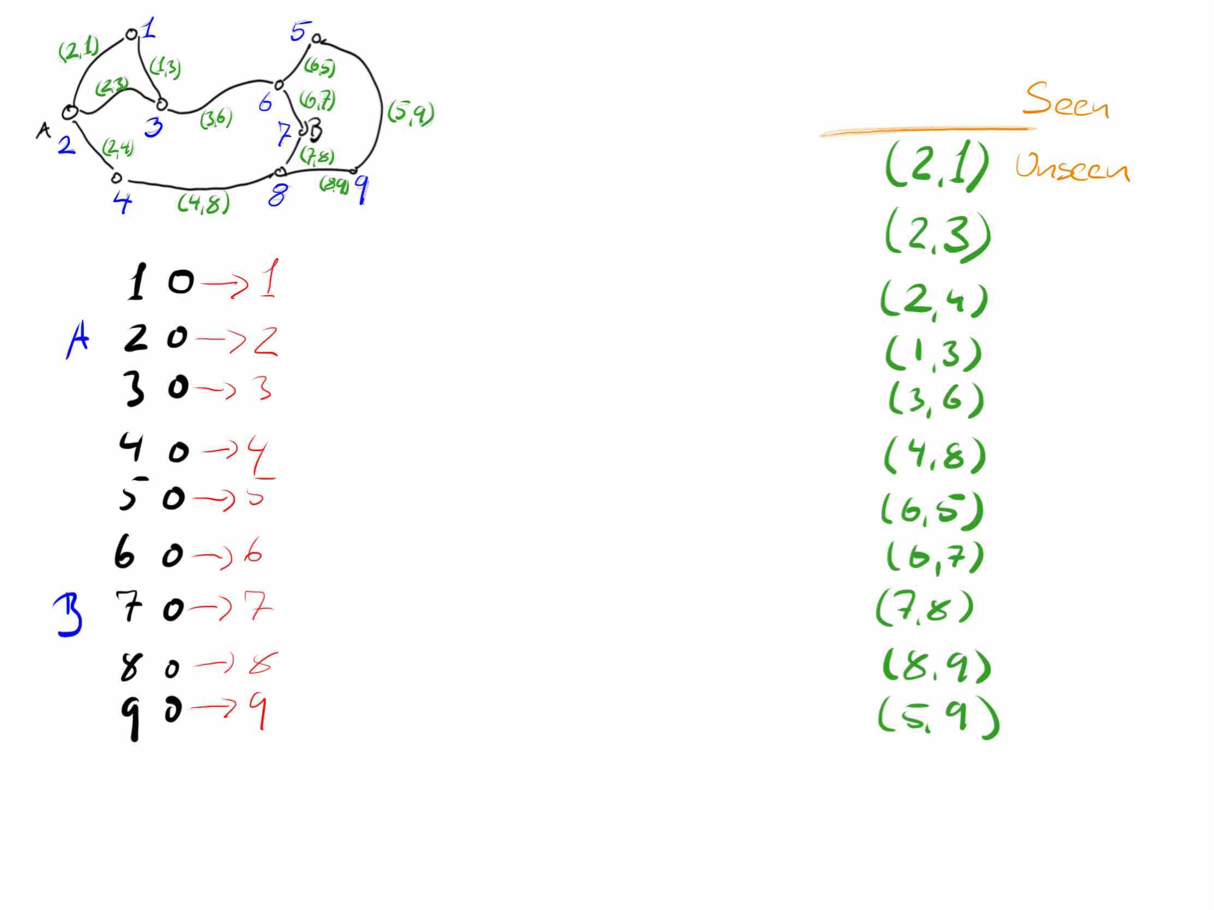 1
5
(2,1)
(1,3)
(6,5)
(2,3)
(6,7)
(5,9)
A
2
3
(3,6)
6
7
B
(2,4)
(7,8)
4
(4,8)
8
(8,9)
9
1 0 → 1
A 2 0 → 2
3 0 → 3
4 0 → 4
5 0 → 5
6 0 → 6
B 7 0 → 7
8 0 → 8
9 0 → 9
Seen
(2,1) Unseen
(2,3)
(2,4)
(1,3)
(3,6)
(4,8)
(6,5)
(6,7)
(7,8)
(8,9)
(5,9)